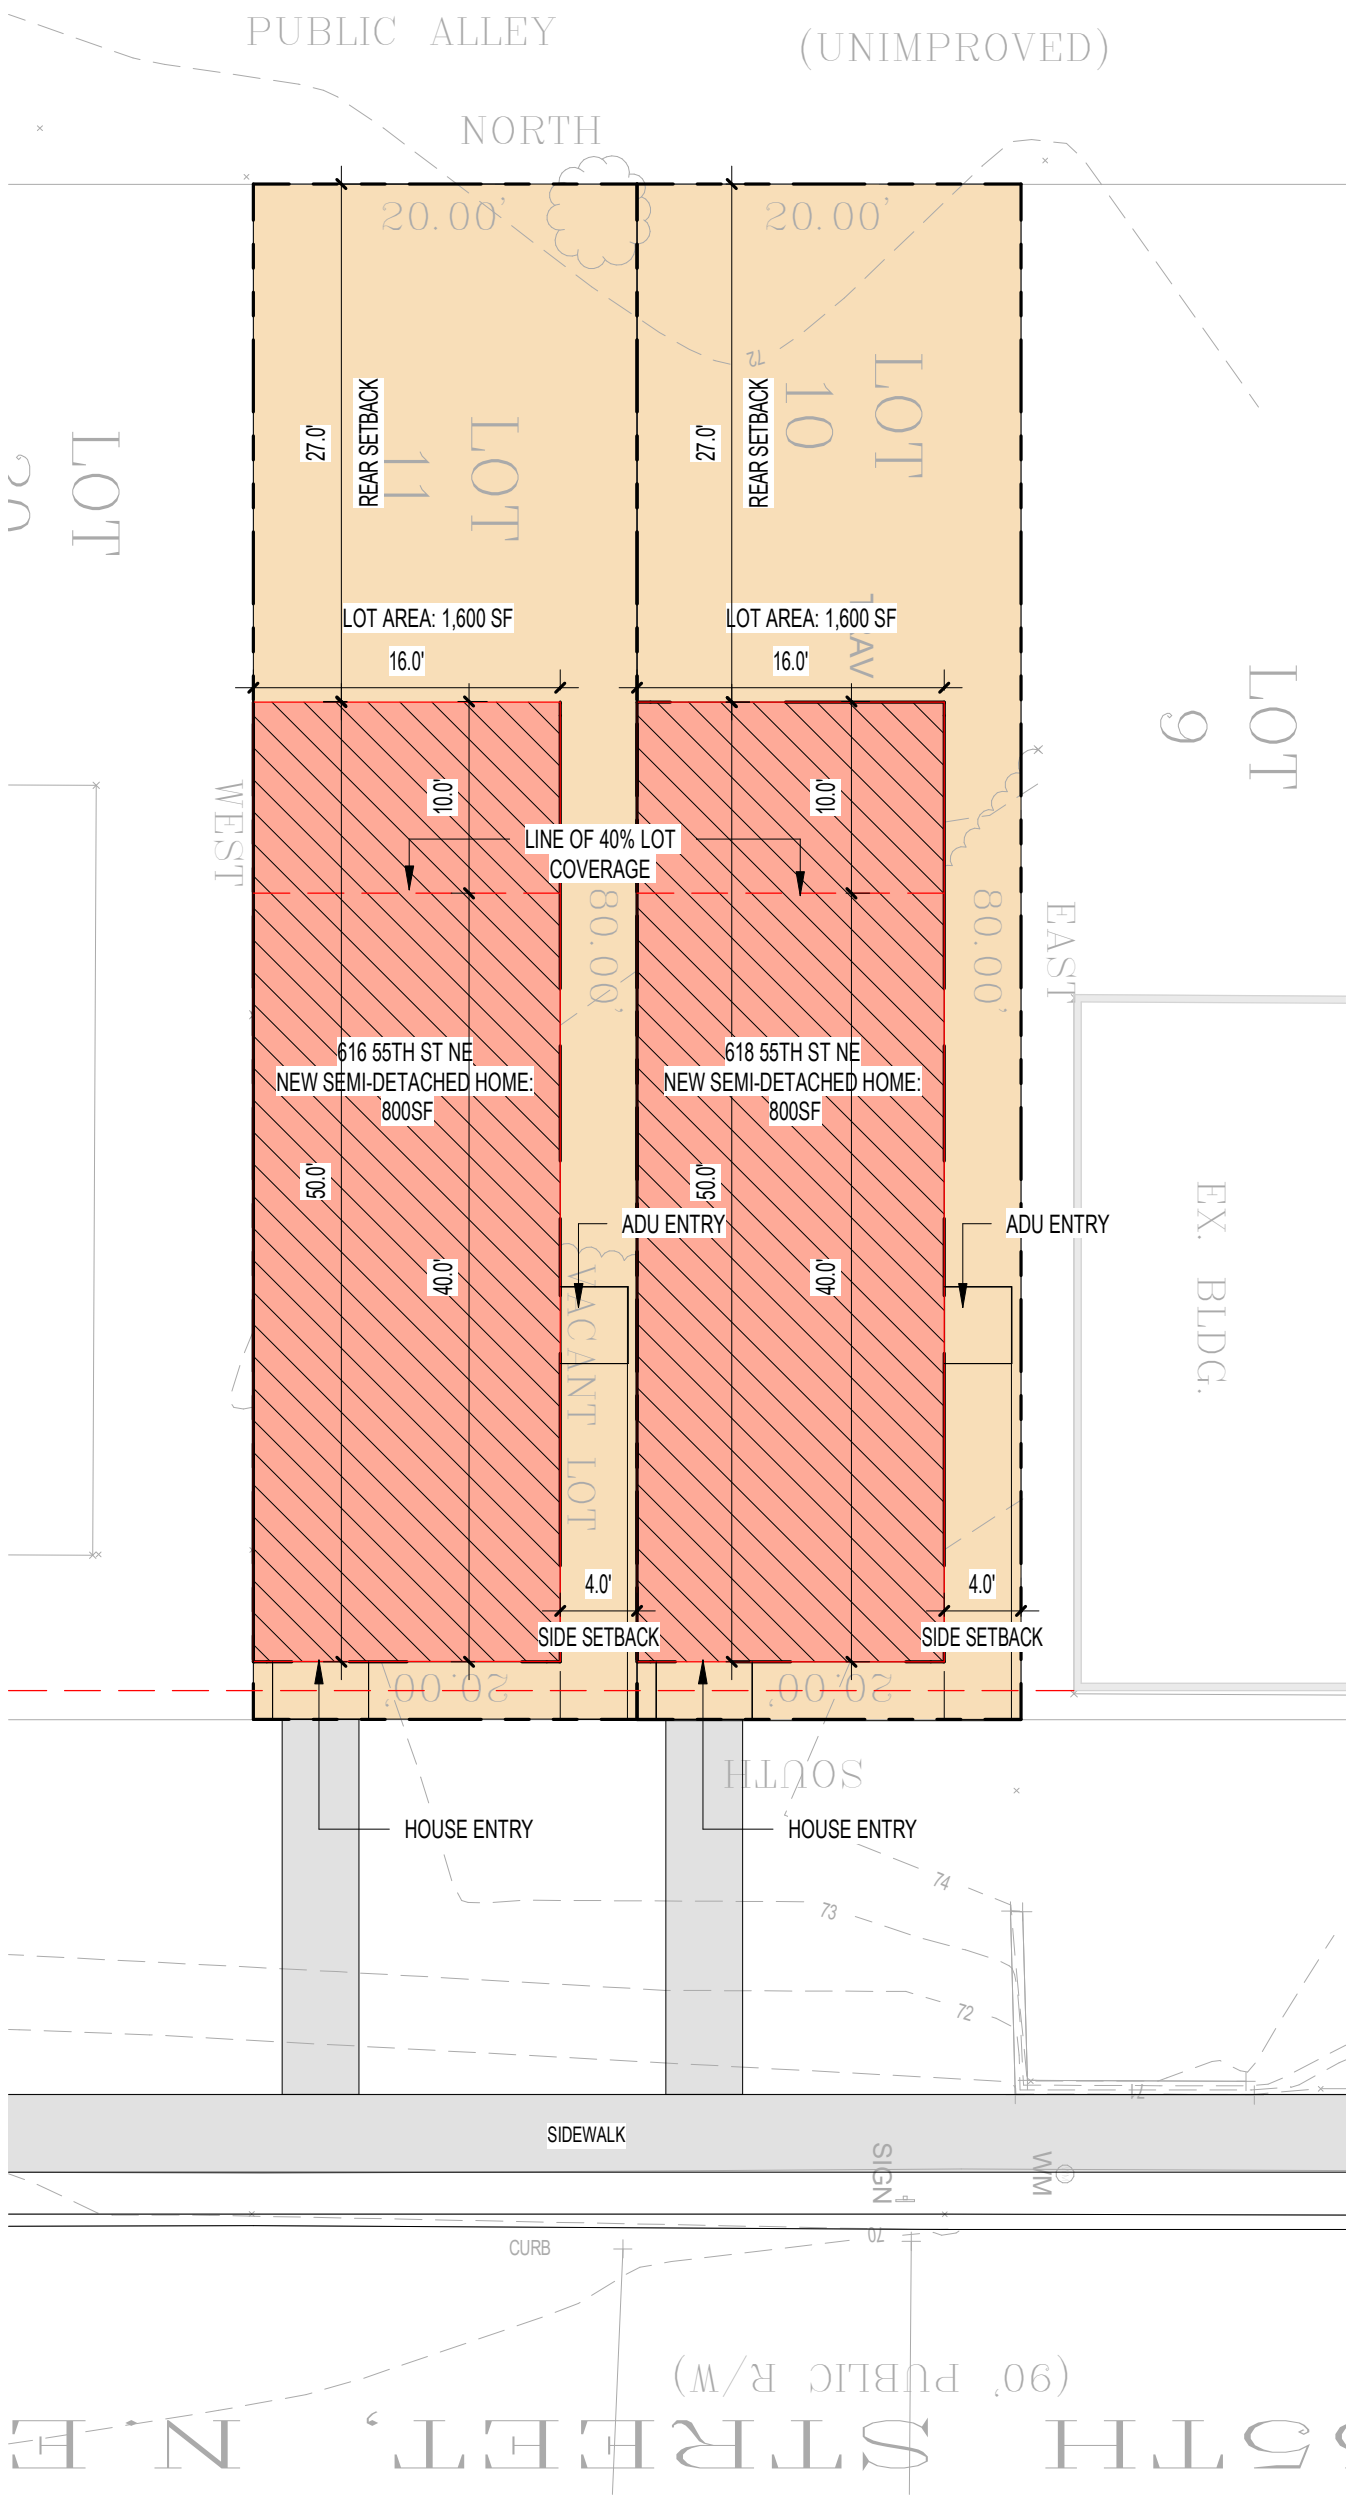 PUBLIC ALLEY
(UNIMPROVED)
NORTH
20.00'
20.00'
72
LOT
10
LOT
11
LOT
27.0'
REAR SETBACK
27.0'
REAR SETBACK
LOT AREA: 1,600 SF
LOT AREA: 1,600 SF
16.0'
16.0'
LOT
9
WEST
10.0'
10.0'
LINE OF 40% LOT
COVERAGE
80.00'
80.00'
EAST
616 55TH ST NE
NEW SEMI-DETACHED HOME:
800SF
618 55TH ST NE
NEW SEMI-DETACHED HOME:
800SF
50.0'
50.0'
ADU ENTRY
ADU ENTRY
40.0'
40.0'
EX. BLDG.
VACANT LOT
4.0'
4.0'
SIDE SETBACK
SIDE SETBACK
20.00'
20.00'
SOUTH
HOUSE ENTRY
HOUSE ENTRY
74
73
72
71
SIDEWALK
SIGN
WM
70
CURB
(90' PUBLIC R/W)
55TH STREET, N.E